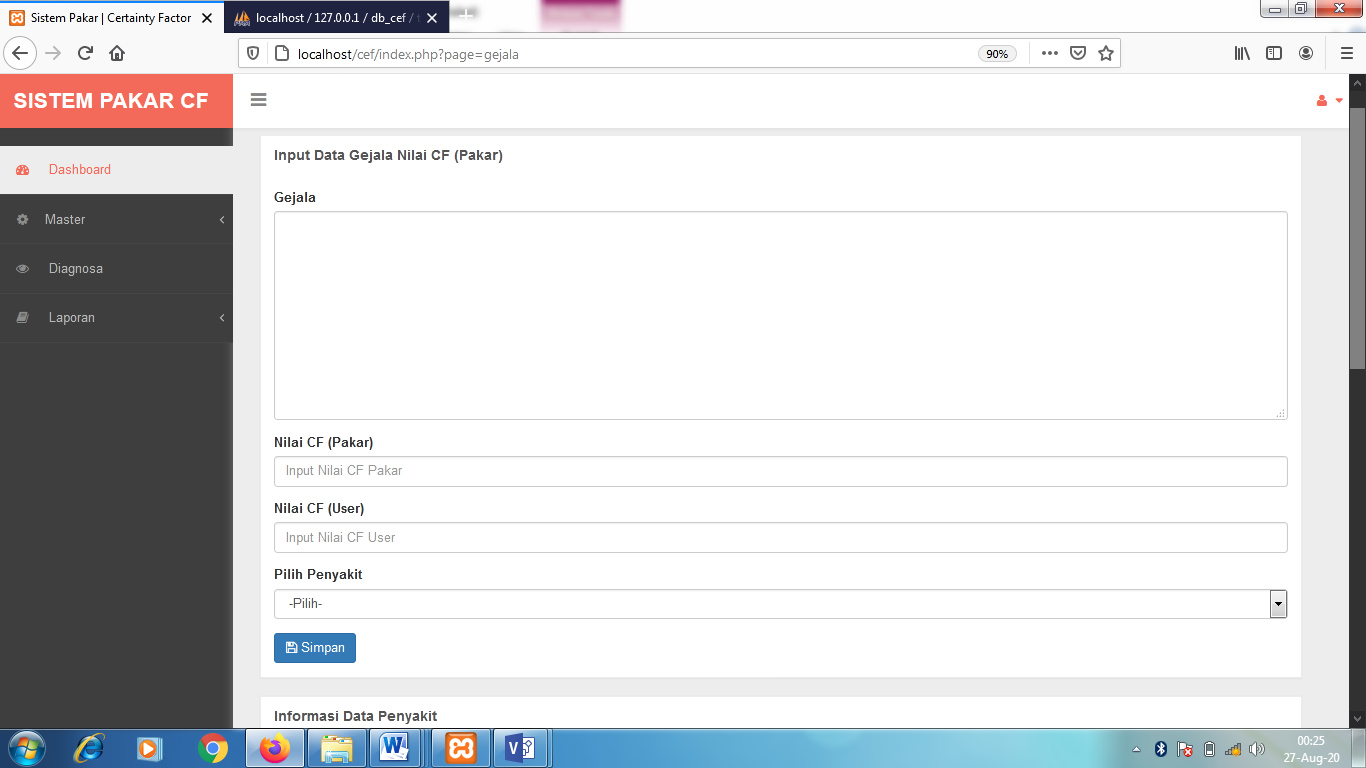 Sistem Pakar | Certainty Factor
localhost / 127.0.0.1 / db_cef / t
localhost/cef/index.php?page=gejala
90%
SISTEM PAKAR CF
Dashboard
Master
Diagnosa
Laporan
Input Data Gejala Nilai CF (Pakar)
Gejala
Nilai CF (Pakar)
Input Nilai CF Pakar
Nilai CF (User)
Input Nilai CF User
Pilih Penyakit
-Pilih-
Simpan
Informasi Data Penyakit
00:25
27-Aug-20